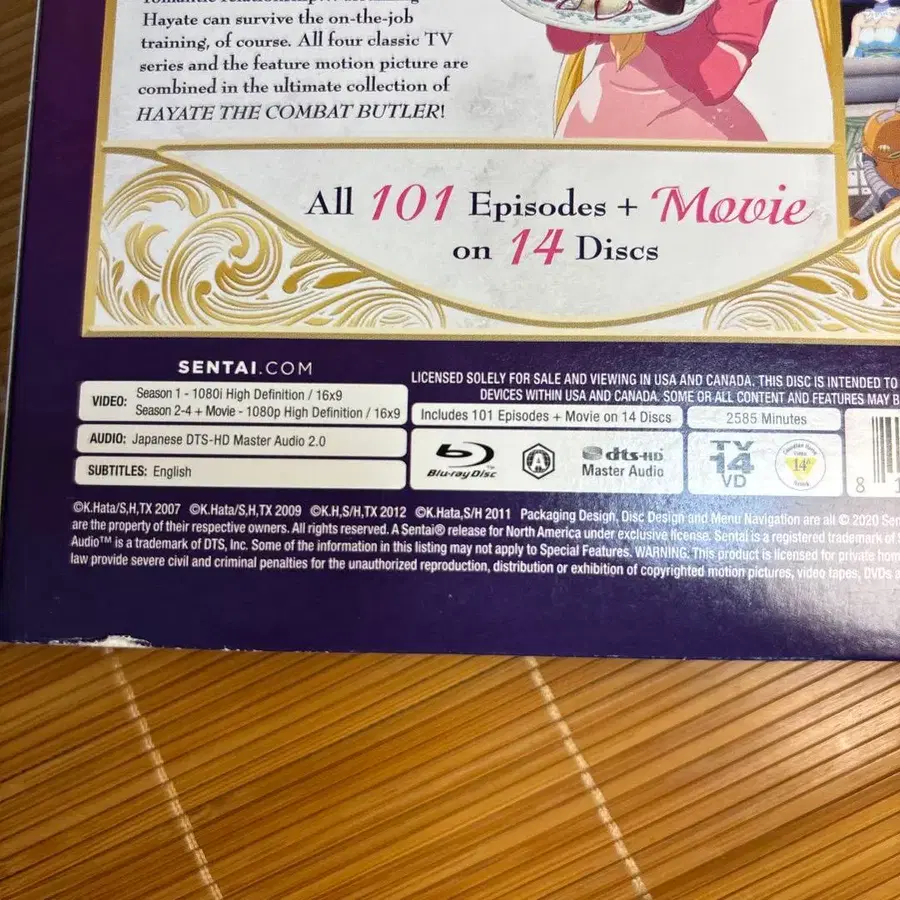 Hayate can survive the on-the-job
training, of course. All four classic TV
series and the feature motion picture are
combined in the ultimate collection of
HAYATE THE COMBAT BUTLER!
All 101 Episodes + Movie
on 14 Discs
SENTAI.COM
VIDEO: Season 1 - 1080i High Definition / 16x9
Season 2-4 + Movie - 1080p High Definition / 16x9
AUDIO: Japanese DTS-HD Master Audio 2.0
SUBTITLES: English
LICENSED SOLELY FOR SALE AND VIEWING IN USA AND CANADA. THIS DISC IS INTENDED TO
DEVICES WITHIN USA AND CANADA. SOME OR ALL CONTENT AND FEATURES MAY B
Includes 101 Episodes + Movie on 14 Discs
2585 Minutes
Blu-ray Disc
A
dts-HD
Master Audio
TV
14
VD
14
8 1
©K.Hata/S,H,TX 2007 ©K.Hata/S,H,TX 2009 ©K.H,S/H,TX 2012 ©K.Hata,S/H 2011 Packaging Design, Disc Design and Menu Navigation are all © 2020 Sen
are the property of their respective owners. All rights reserved. A Sentai® release for North America under exclusive license. Sentai is a registered trademark of S
Audio™ is a trademark of DTS, Inc. Some of the information in this listing may not apply to Special Features. WARNING: This product is licensed for private hom
law provide severe civil and criminal penalties for the unauthorized reproduction, distribution or exhibition of copyrighted motion pictures, video tapes, DVDs a